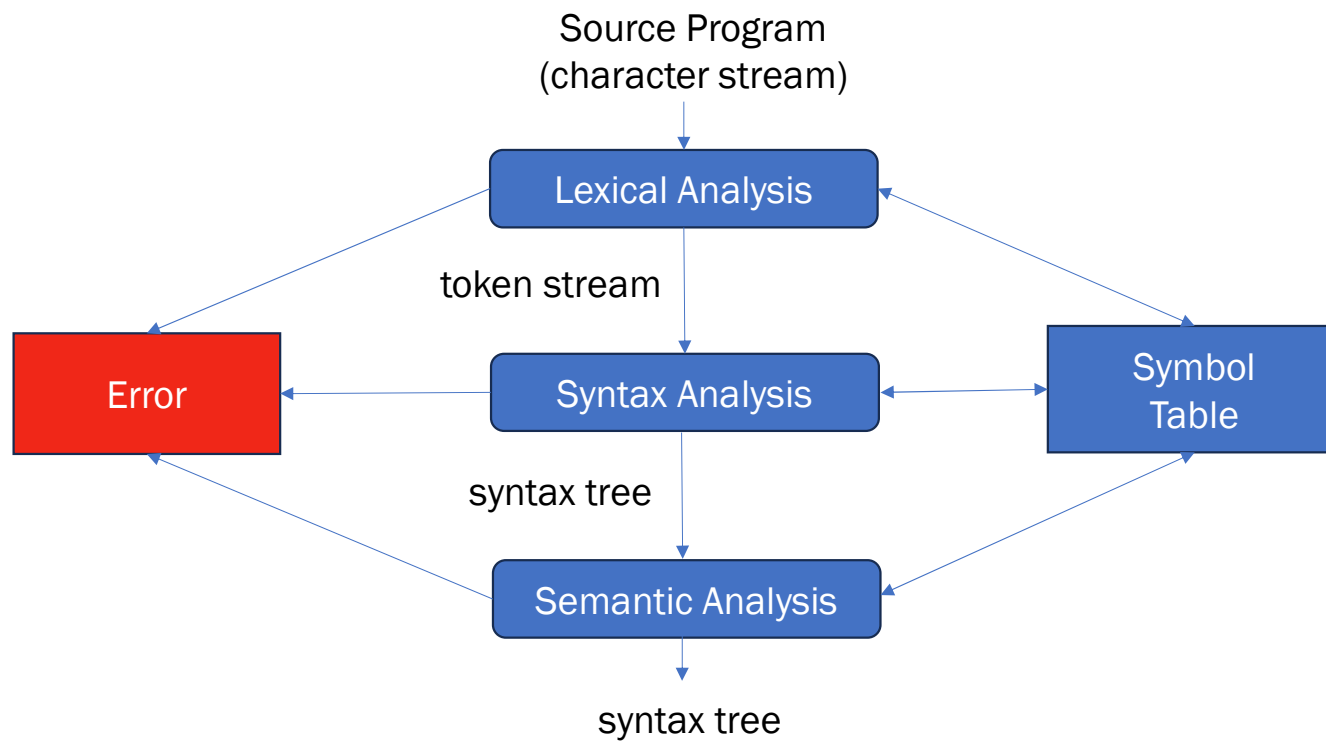 Source Program
(character stream)
Lexical Analysis
token stream
Error
Syntax Analysis
Symbol
Table
syntax tree
Semantic Analysis
syntax tree